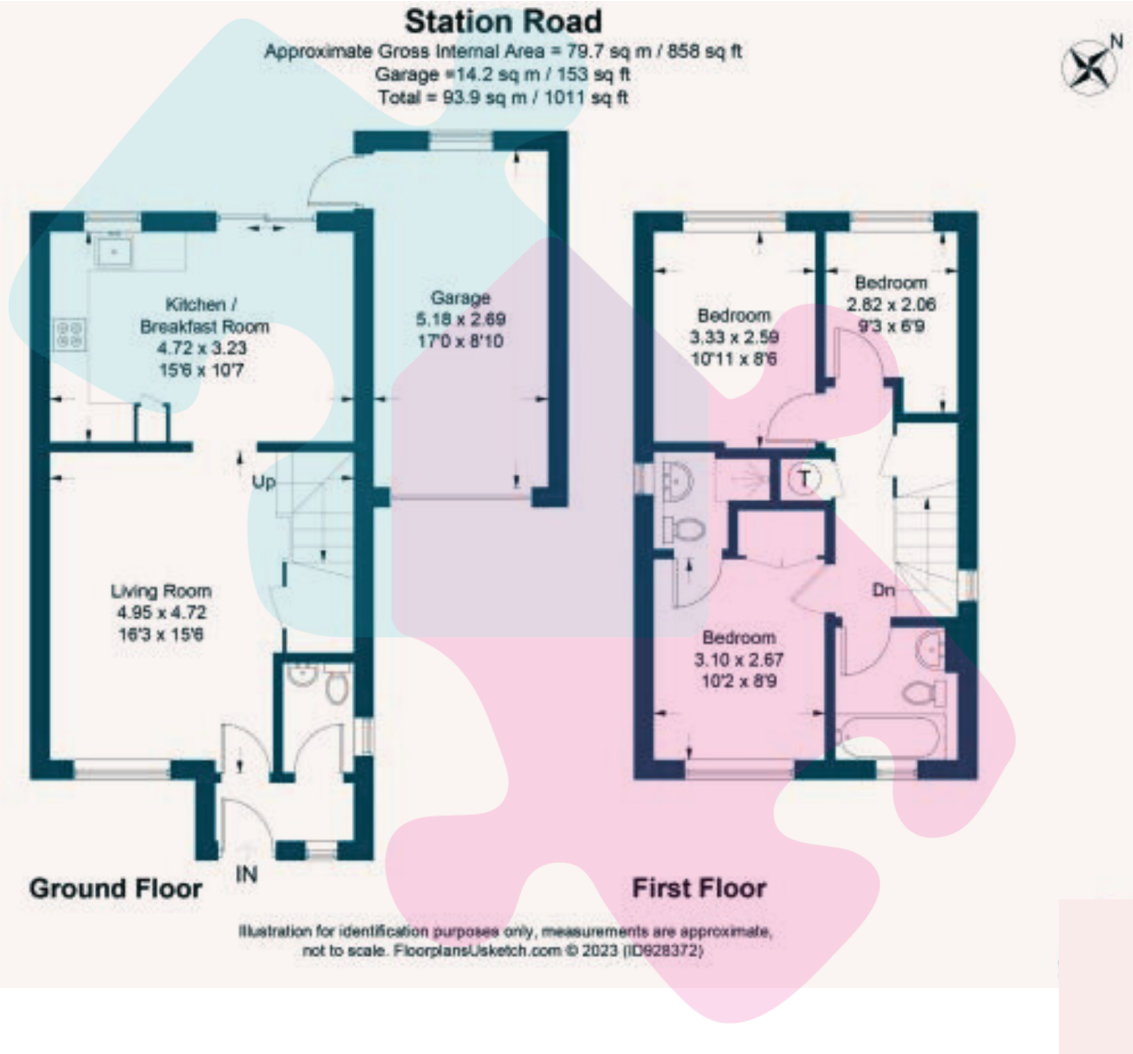 Station Road
Approximate Gross Internal Area = 79.7 sq m / 858 sq ft
Garage =14.2 sq m / 153 sq ft
Total = 93.9 sq m / 1011 sq ft
N
Kitchen /
Breakfast Room
4.72 x 3.23
15'6 x 10'7
Garage
5.18 x 2.69
17'0 x 8'10
Up
Living Room
4.95 x 4.72
16'3 x 15'6
IN
Ground Floor
Bedroom
3.33 x 2.59
10'11 x 8'6
Bedroom
2.82 x 2.06
9'3 x 6'9
T
Dn
Bedroom
3.10 x 2.67
10'2 x 8'9
First Floor
Illustration for identification purposes only, measurements are approximate,
not to scale. FloorplansUsketch.com © 2023 (ID928372)